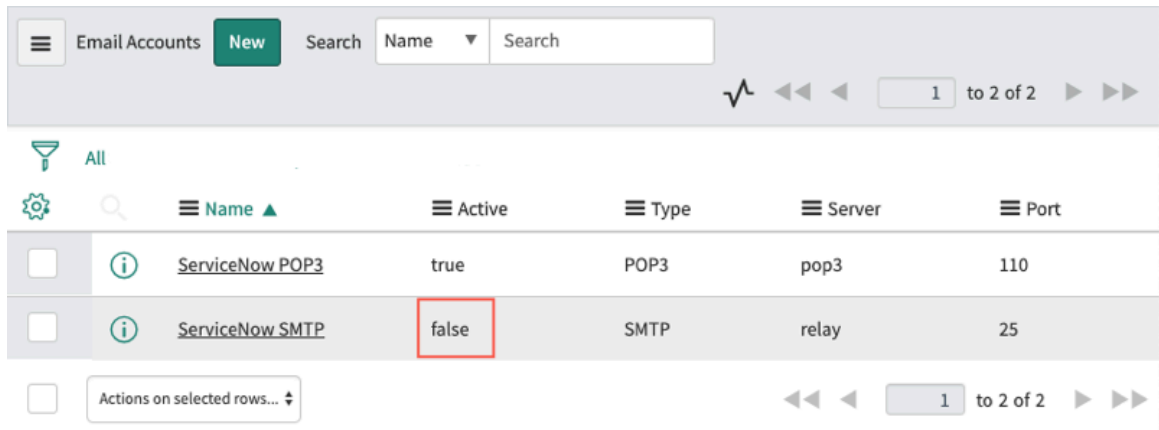 Email Accounts New Search Name Search
1 to 2 of 2
All
Name Active Type Server Port
ServiceNow POP3 true POP3 pop3 110
ServiceNow SMTP false SMTP relay 25
Actions on selected rows... 1 to 2 of 2